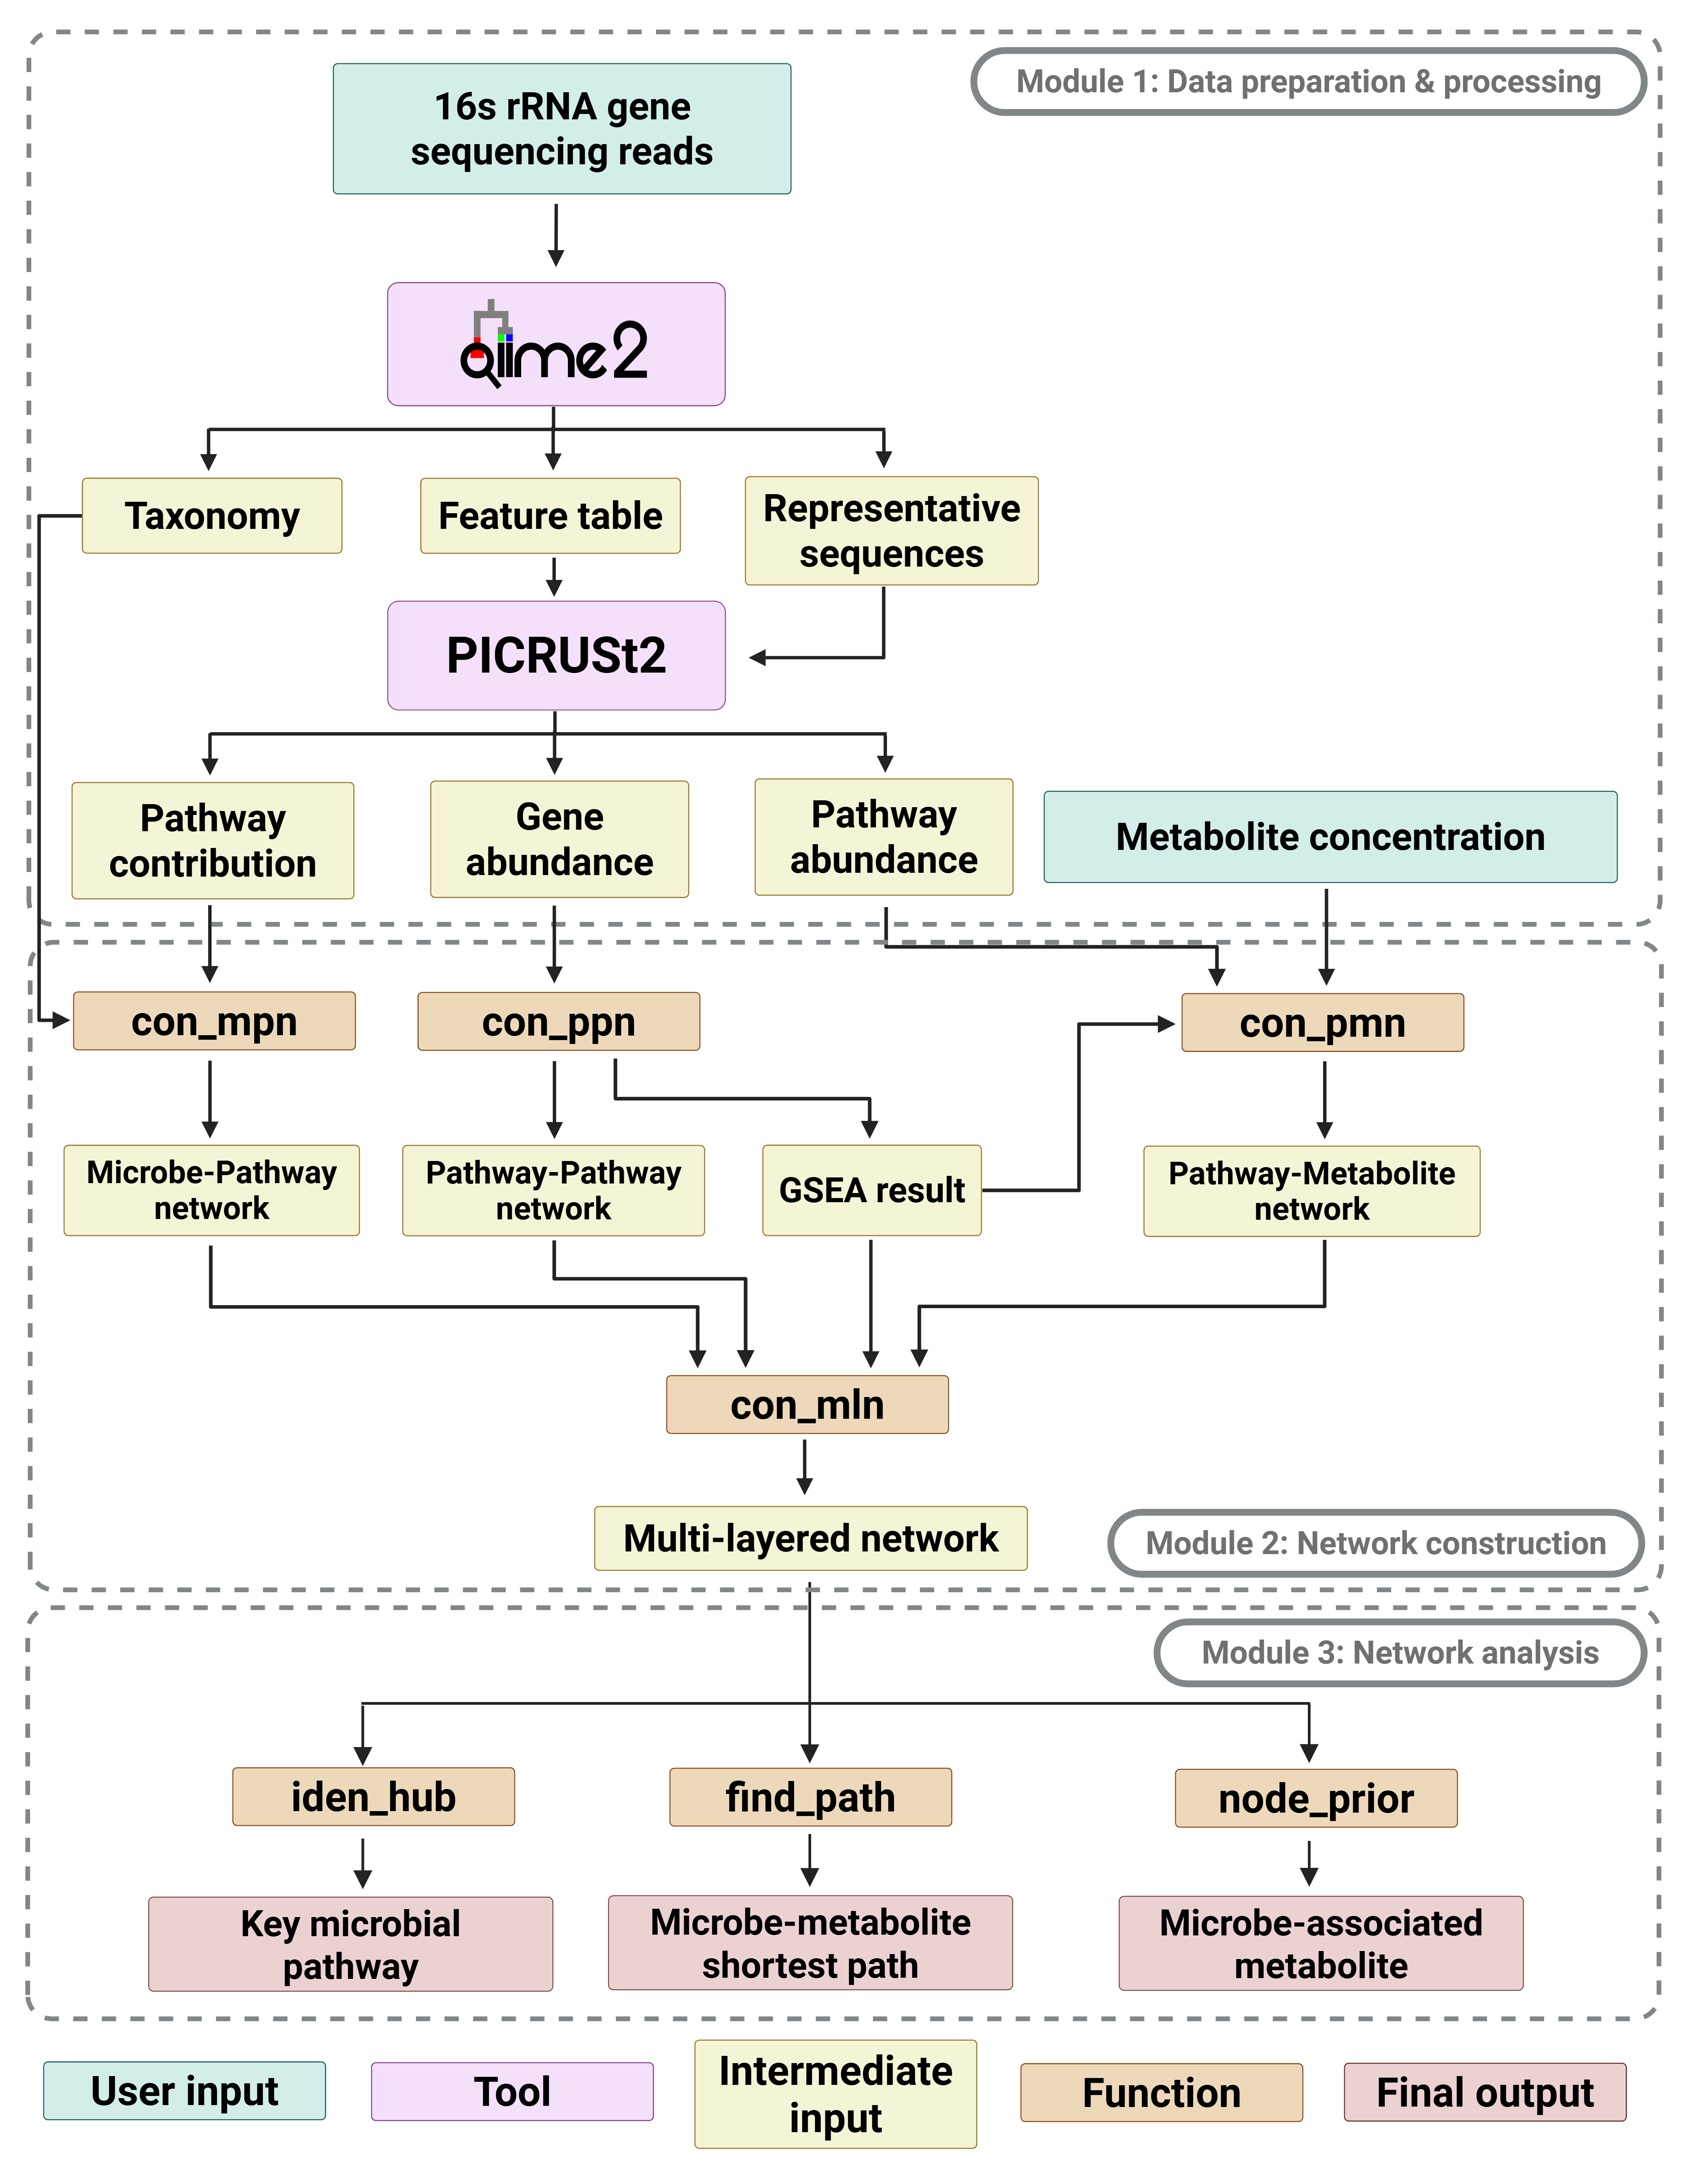 Module 1: Data preparation & processing
16s rRNA gene
sequencing reads
qiime2
Taxonomy
Feature table
Representative
sequences
PICRUSt2
Pathway
contribution
Gene
abundance
Pathway
abundance
Metabolite concentration
con_mpn
con_ppn
con_pmn
Microbe-Pathway
network
Pathway-Pathway
network
GSEA result
Pathway-Metabolite
network
con_mln
Multi-layered network
Module 2: Network construction
Module 3: Network analysis
iden_hub
find_path
node_prior
Key microbial
pathway
Microbe-metabolite
shortest path
Microbe-associated
metabolite
User input
Tool
Intermediate
input
Function
Final output